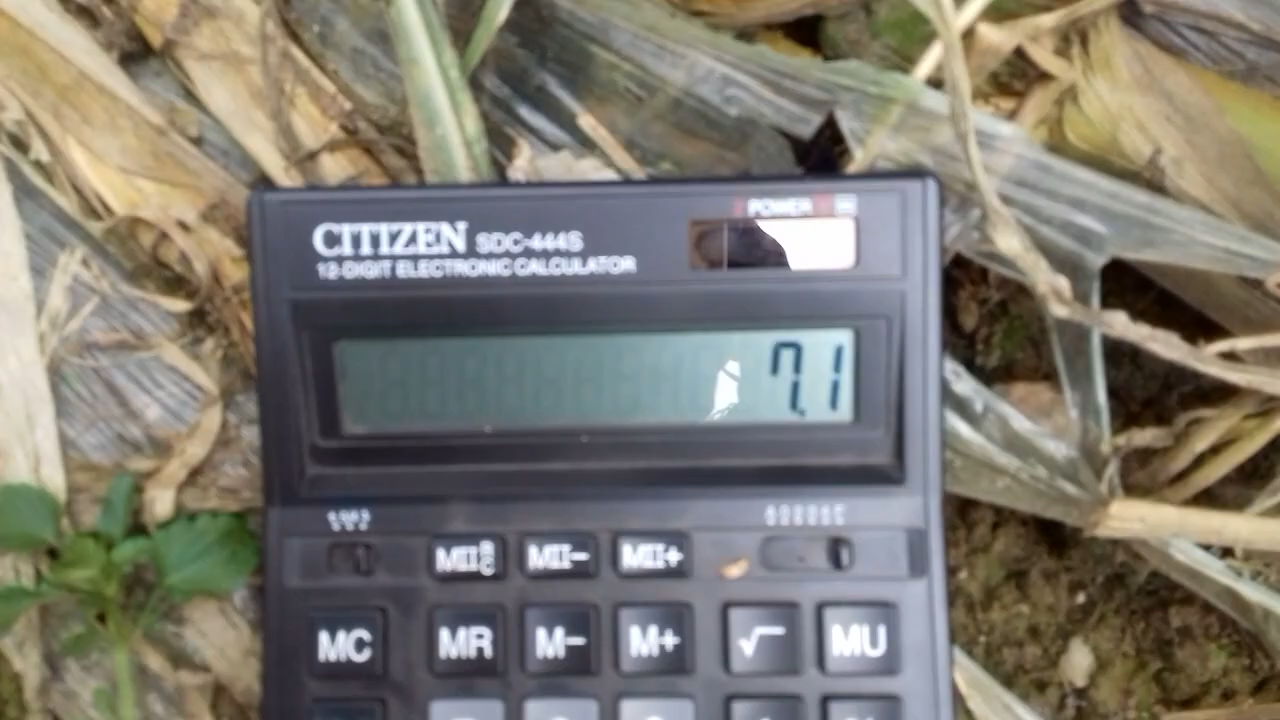 POWER
CITIZEN SDC-444S
12-DIGIT ELECTRONIC CALCULATOR
7.1
MII- MII+
MC MR M- M+ √ MU